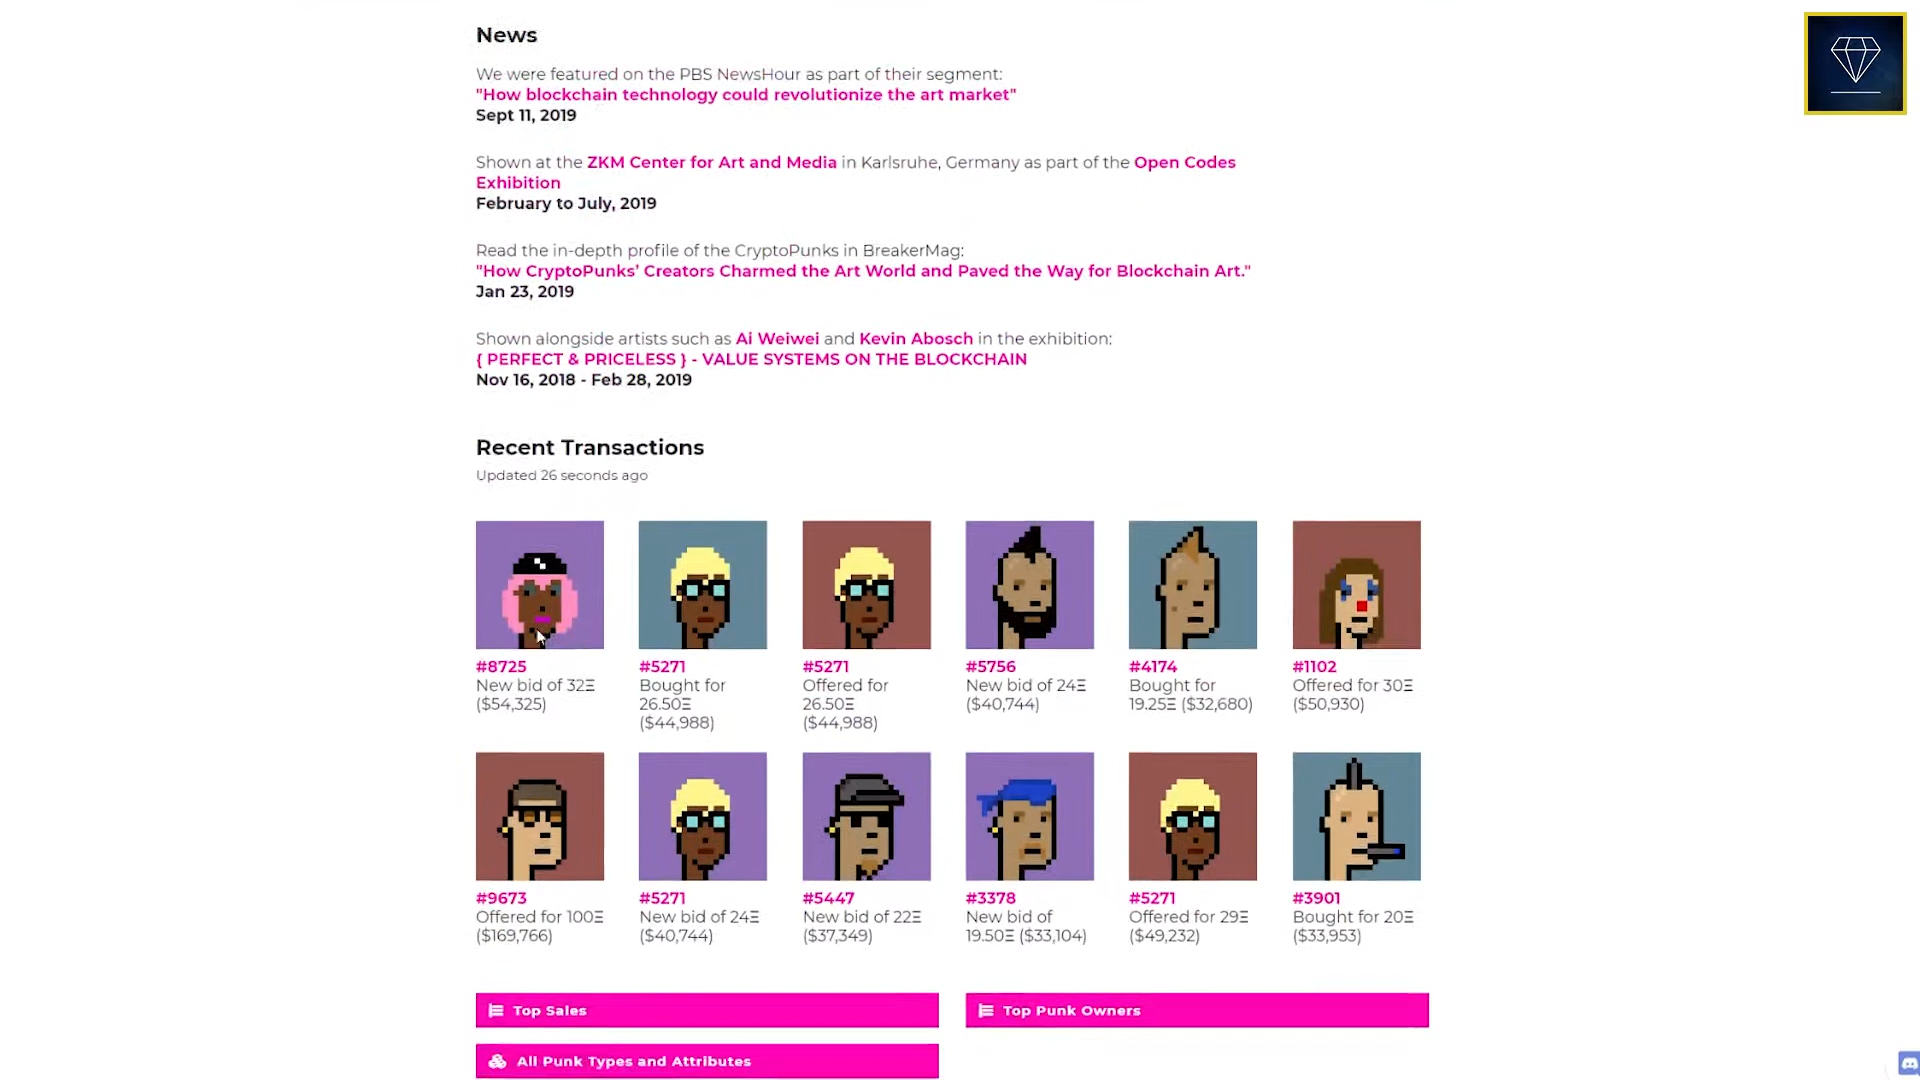 News
We were featured on the PBS NewsHour as part of their segment:
"How blockchain technology could revolutionize the art market"
Sept 11, 2019
Shown at the ZKM Center for Art and Media in Karlsruhe, Germany as part of the Open Codes
Exhibition
February to July, 2019
Read the in-depth profile of the CryptoPunks in BreakerMag:
"How CryptoPunks' Creators Charmed the Art World and Paved the Way for Blockchain Art."
Jan 23, 2019
Shown alongside artists such as Ai Weiwei and Kevin Abosch in the exhibition:
{ PERFECT & PRICELESS } - VALUE SYSTEMS ON THE BLOCKCHAIN
Nov 16, 2018 - Feb 28, 2019
Recent Transactions
Updated 26 seconds ago
#8725
New bid of 32Ξ
($54,325)
#5271
Bought for
26.50Ξ
($44,988)
#5271
Offered for
26.50Ξ
($44,988)
#5756
New bid of 24Ξ
($40,744)
#4174
Bought for
19.25Ξ ($32,680)
#1102
Offered for 30Ξ
($50,930)
#9673
Offered for 100Ξ
($169,766)
#5271
New bid of 24Ξ
($40,744)
#5447
New bid of 22Ξ
($37,349)
#3378
New bid of
19.50Ξ ($33,104)
#5271
Offered for 29Ξ
($49,232)
#3901
Bought for 20Ξ
($33,953)
Top Sales
Top Punk Owners
All Punk Types and Attributes